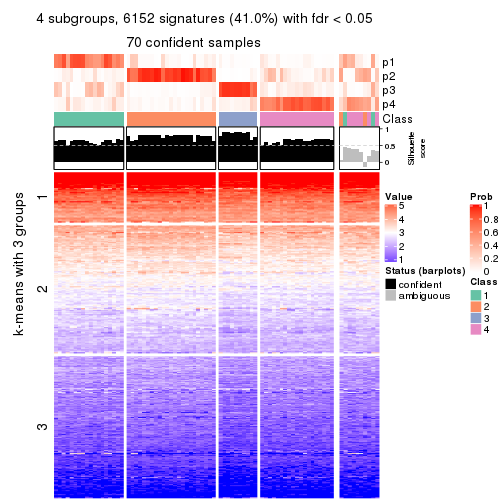 4 subgroups, 6152 signatures (41.0%) with fdr < 0.05
70 confident samples
p1
p2
p3
p4
Class
1
0.5
0
Silhouette
score
k-means with 3 groups
1
2
3
Value
5
4
3
2
1
Status (barplots)
confident
ambiguous
Prob
1
0.8
0.6
0.4
0.2
0
Class
1
2
3
4